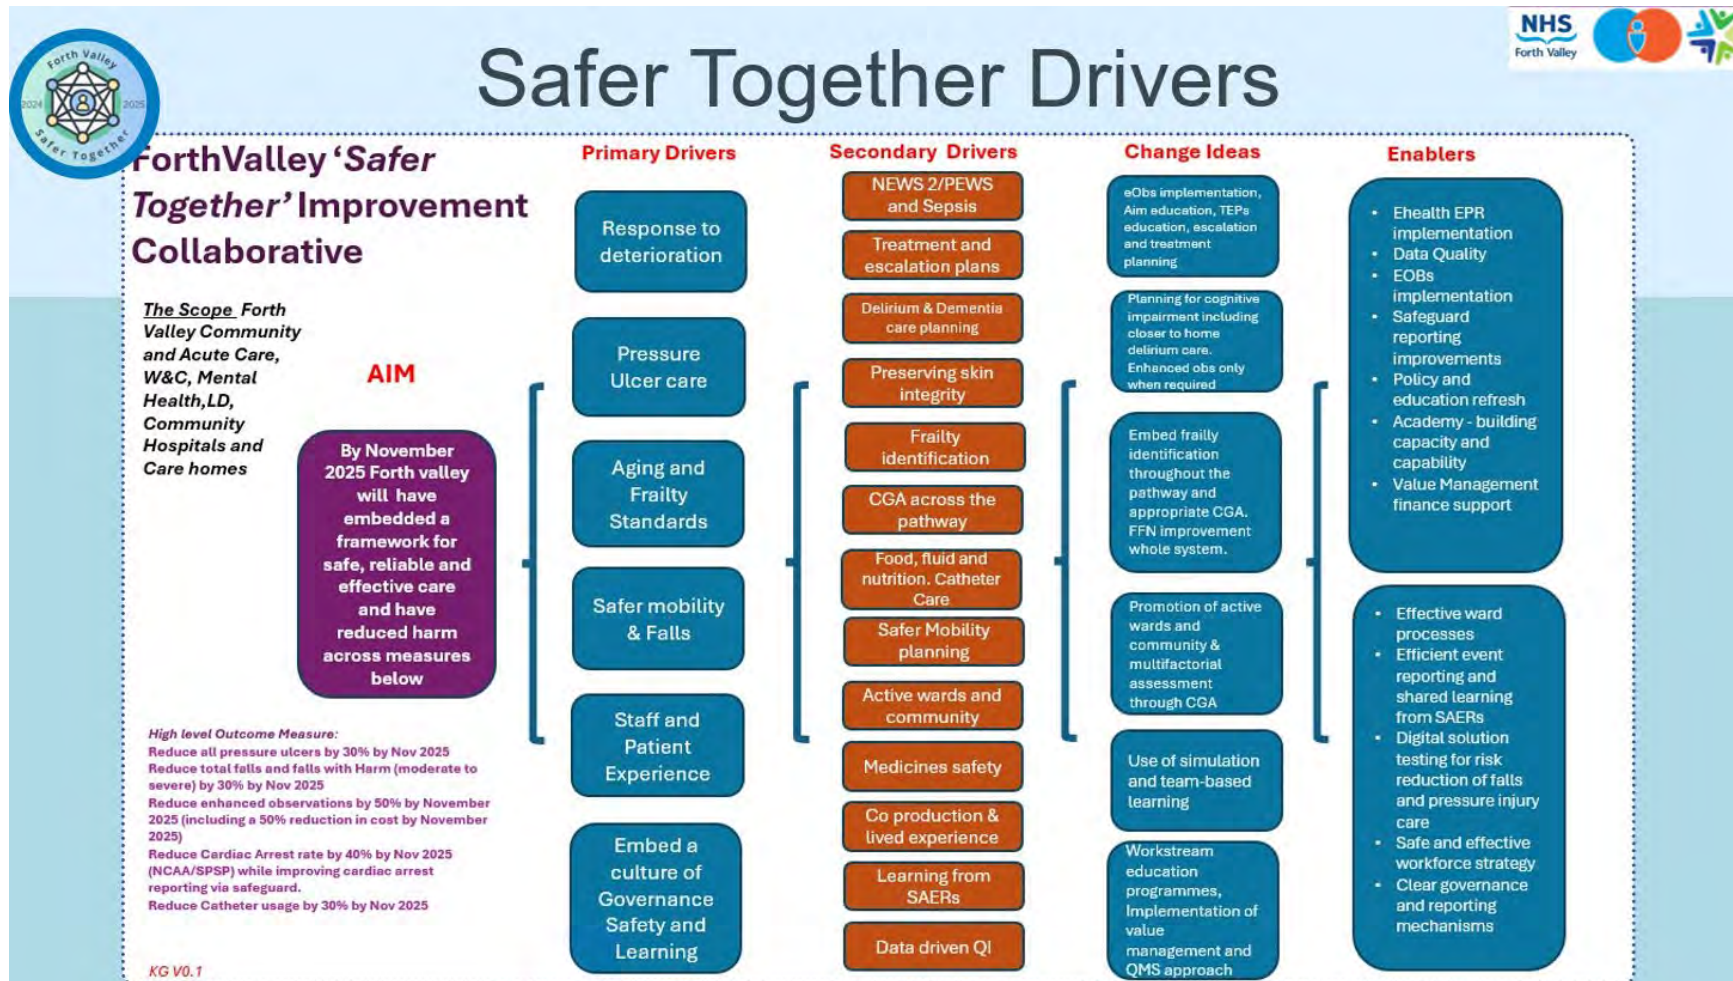 Safer Together Drivers
Forth Valley
2024
2025
Safer Together
NHS
Forth Valley
ForthValley ‘Safer
Together’ Improvement
Collaborative
The Scope Forth
Valley Community
and Acute Care,
W&C, Mental
Health,LD,
Community
Hospitals and
Care homes
AIM
By November
2025 Forth valley
will have
embedded a
framework for
safe, reliable and
effective care
and have
reduced harm
across measures
below
High level Outcome Measure:
Reduce all pressure ulcers by 30% by Nov 2025
Reduce total falls and falls with Harm (moderate to
severe) by 30% by Nov 2025
Reduce enhanced observations by 50% by November
2025 (including a 50% reduction in cost by November
2025)
Reduce Cardiac Arrest rate by 40% by Nov 2025
(NCAA/SPSP) while improving cardiac arrest
reporting via safeguard.
Reduce Catheter usage by 30% by Nov 2025
KG V0.1
Primary Drivers
Response to
deterioration
Pressure
Ulcer care
Aging and
Frailty
Standards
Safer mobility
& Falls
Staff and
Patient
Experience
Embed a
culture of
Governance
Safety and
Learning
Secondary Drivers
NEWS 2/PEWS
and Sepsis
Treatment and
escalation plans
Delirium & Dementia
care planning
Preserving skin
integrity
Frailty
identification
CGA across the
pathway
Food, fluid and
nutrition. Catheter
Care
Safer Mobility
planning
Active wards and
community
Medicines safety
Co production &
lived experience
Learning from
SAERs
Data driven QI
Change Ideas
eObs implementation,
Aim education, TEPs
education, escalation
and treatment
planning
Planning for cognitive
impairment including
closer to home
delirium care.
Enhanced obs only
when required
Embed frailly
identification
throughout the
pathway and
appropriate CGA.
FFN improvement
whole system.
Promotion of active
wards and
community &
multifactorial
assessment
through CGA
Use of simulation
and team-based
learning
Workstream
education
programmes,
Implementation of
value
management and
QMS approach
Enablers
• Ehealth EPR
implementation
• Data Quality
• EOBs
implementation
• Safeguard
reporting
improvements
• Policy and
education refresh
• Academy - building
capacity and
capability
• Value Management
finance support
• Effective ward
processes
• Efficient event
reporting and
shared learning
from SAERs
• Digital solution
testing for risk
reduction of falls
and pressure injury
care
• Safe and effective
workforce strategy
• Clear governance
and reporting
mechanisms